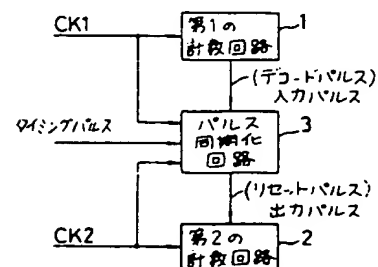 CK1
第1の
計数回路
1
(デコードパルス)
入力パルス
タイミングパルス
パルス
同期化
回路
3
(リセットパルス)
出力パルス
CK2
第2の
計数回路
2